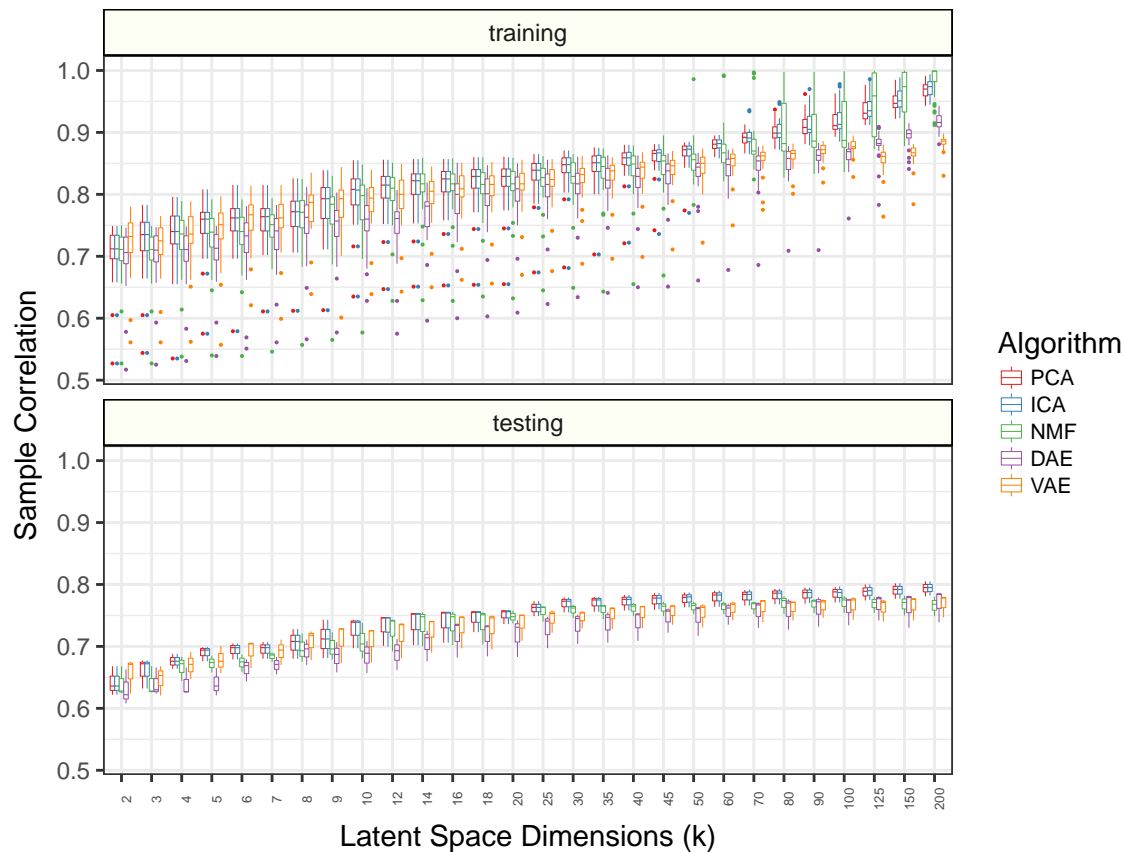 training
1.0
0.9
0.8
0.7
0.6
0.5
testing
1.0
0.9
0.8
0.7
0.6
0.5
Sample Correlation
2 3 4 5 6 7 8 9 10 12 14 16 18 20 25 30 35 40 45 50 60 70 80 90 100 125 150 200
Latent Space Dimensions (k)
Algorithm
PCA
ICA
NMF
DAE
VAE